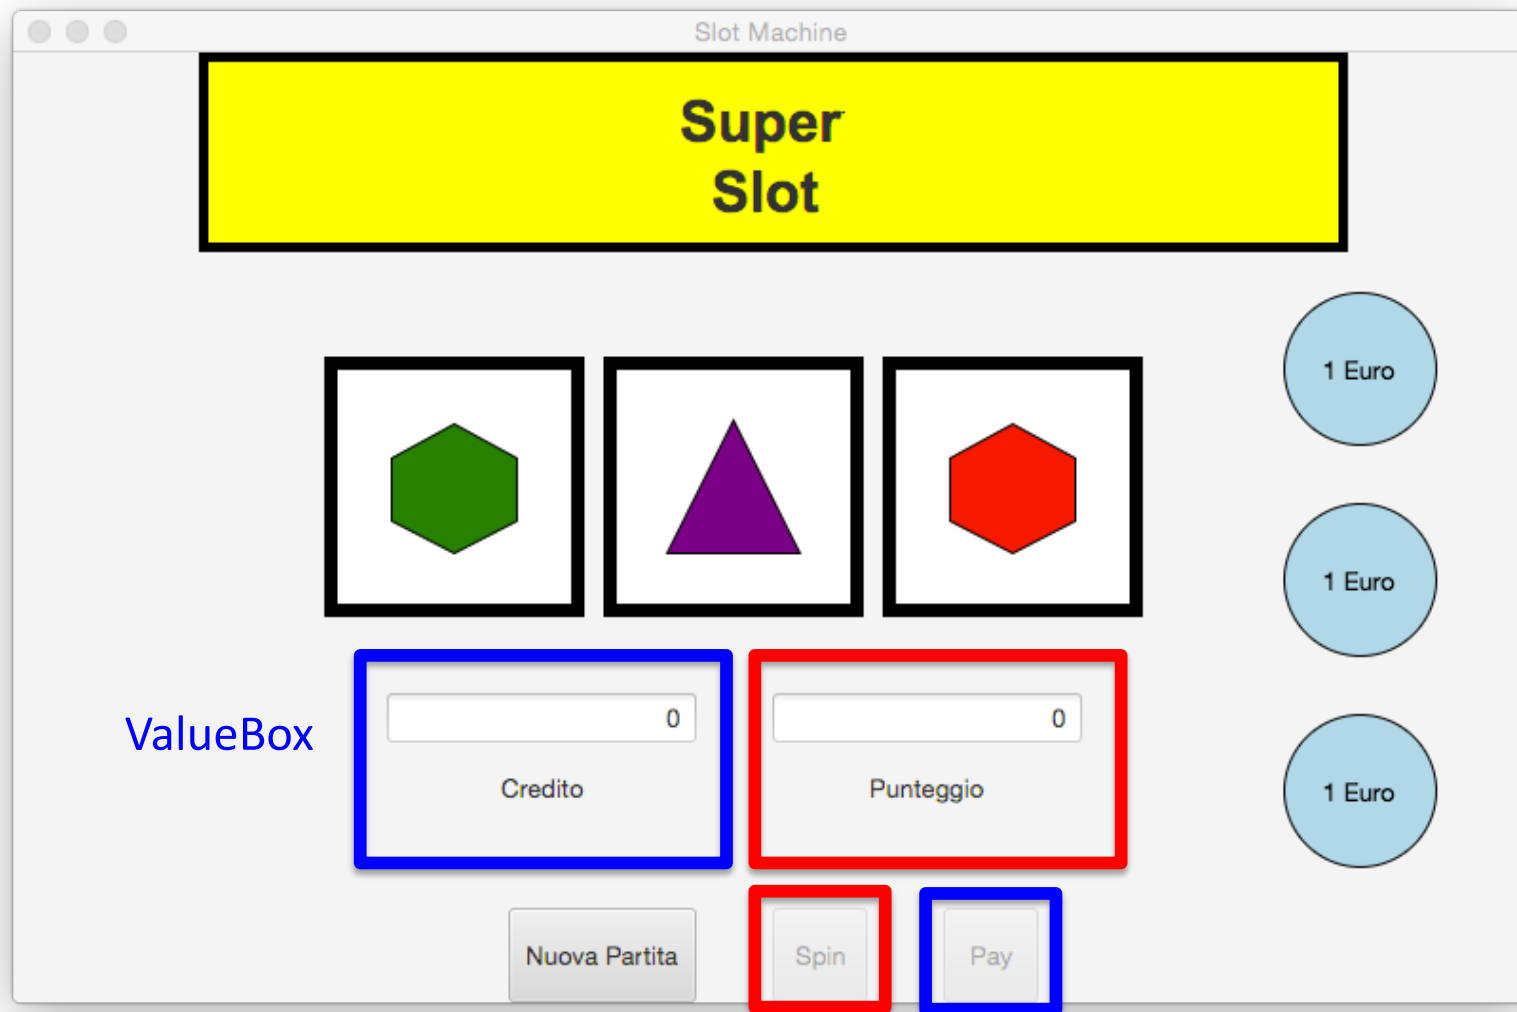 Slot Machine
Super
Slot
1 Euro
1 Euro
ValueBox
0
0
Credito
Punteggio
1 Euro
Nuova Partita
Spin
Pay